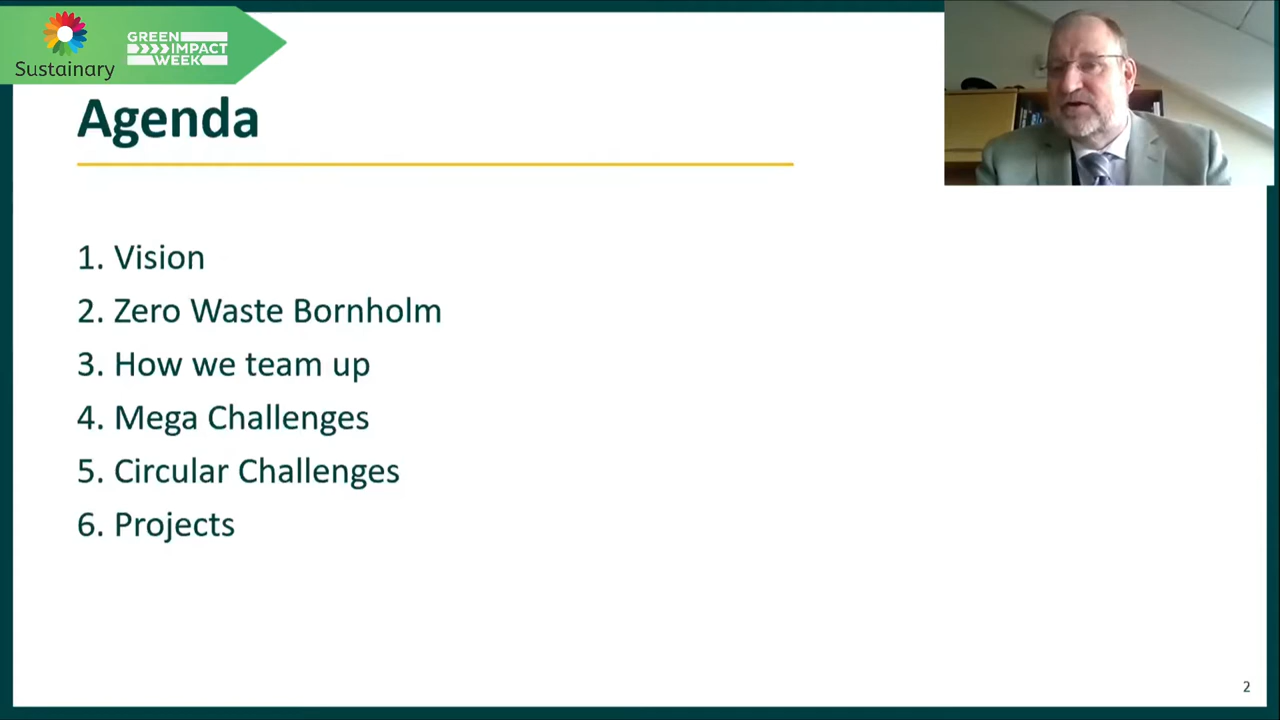 Sustainary
GREEN
IMPACT
WEEK
Agenda
1. Vision
2. Zero Waste Bornholm
3. How we team up
4. Mega Challenges
5. Circular Challenges
6. Projects
2